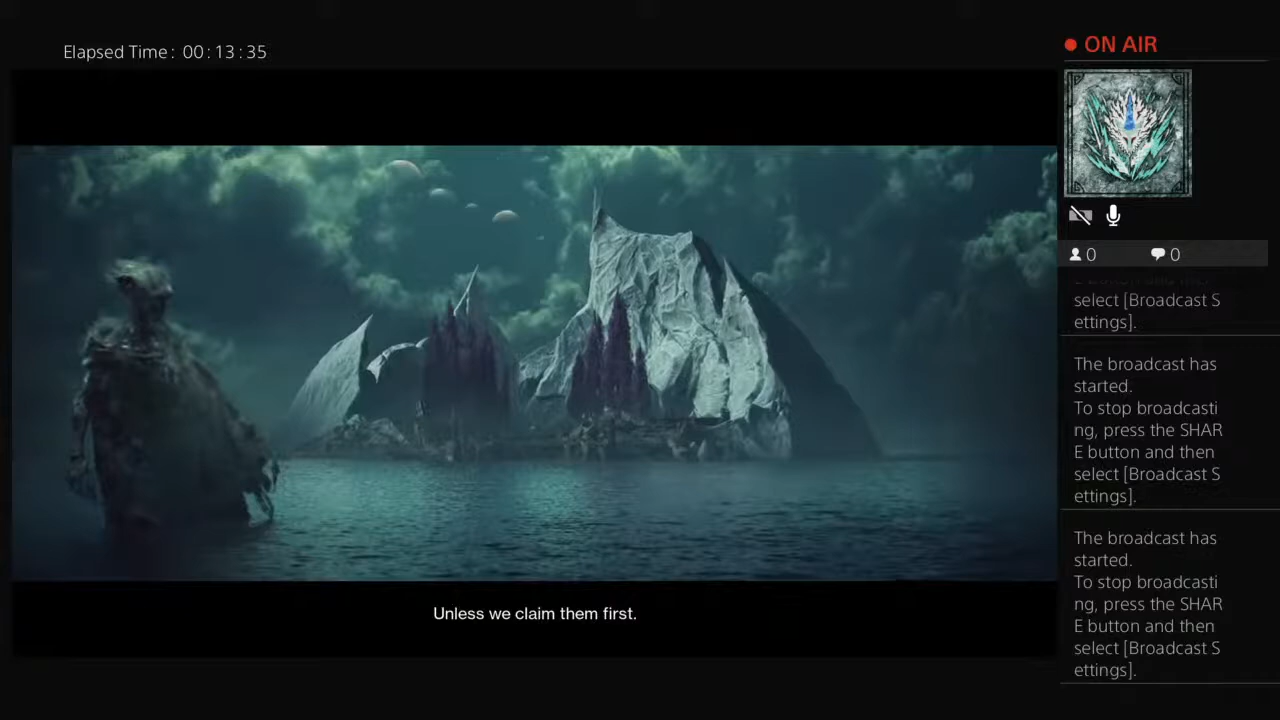 Elapsed Time: 00:13:35
ON AIR
0
0
select [Broadcast S
ettings].
The broadcast has
started.
To stop broadcasti
ng, press the SHAR
E button and then
select [Broadcast S
ettings].
The broadcast has
started.
To stop broadcasti
ng, press the SHAR
E button and then
select [Broadcast S
ettings].
Unless we claim them first.